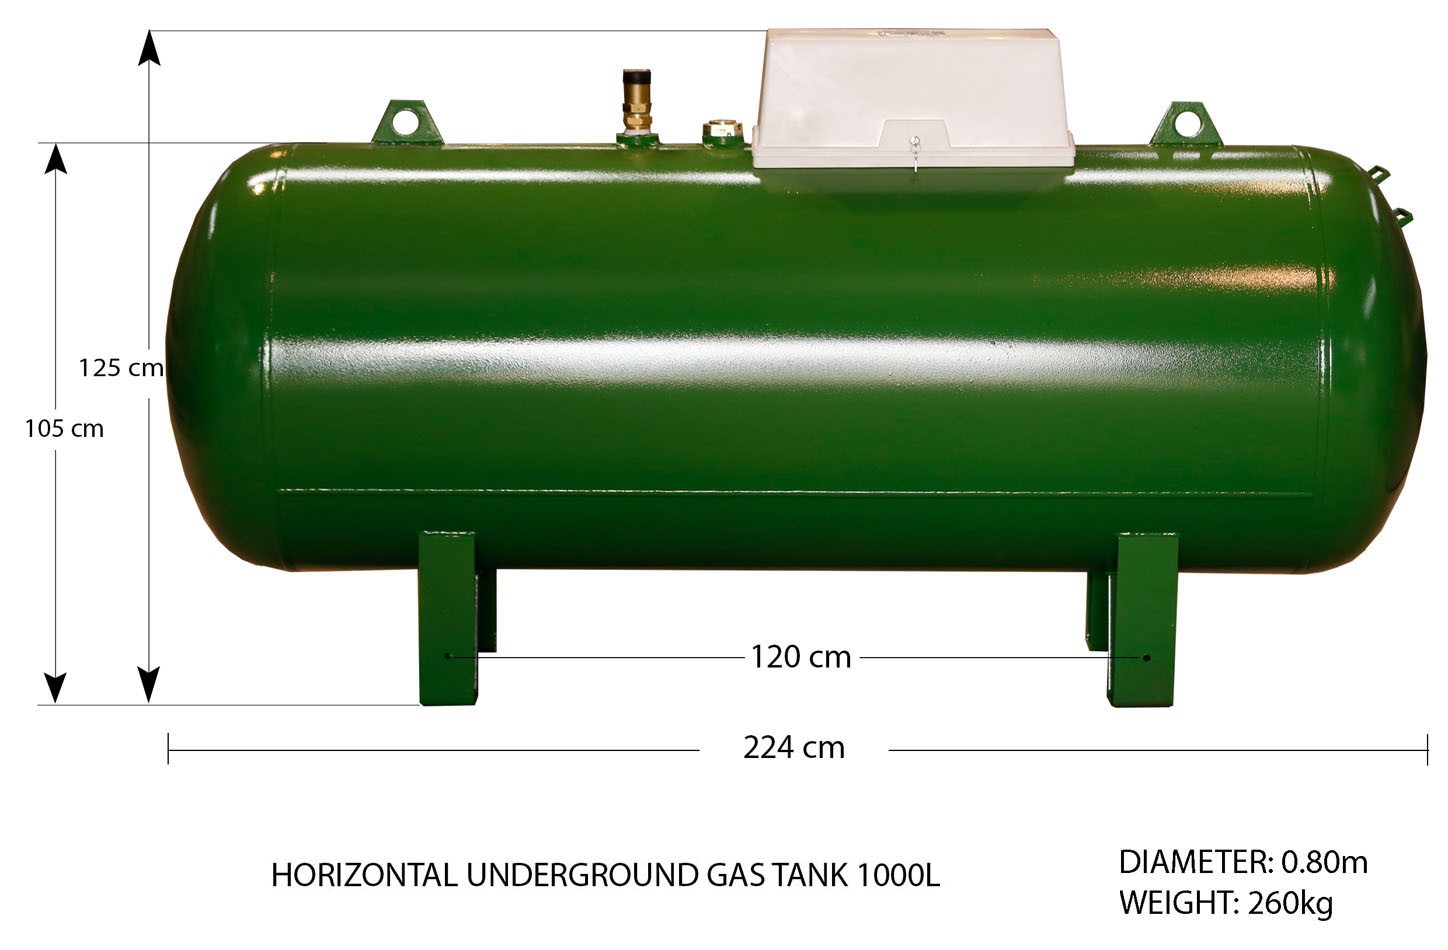 125 cm
105 cm
120 cm
224 cm
HORIZONTAL UNDERGROUND GAS TANK 1000L
DIAMETER: 0.80m
WEIGHT: 260kg